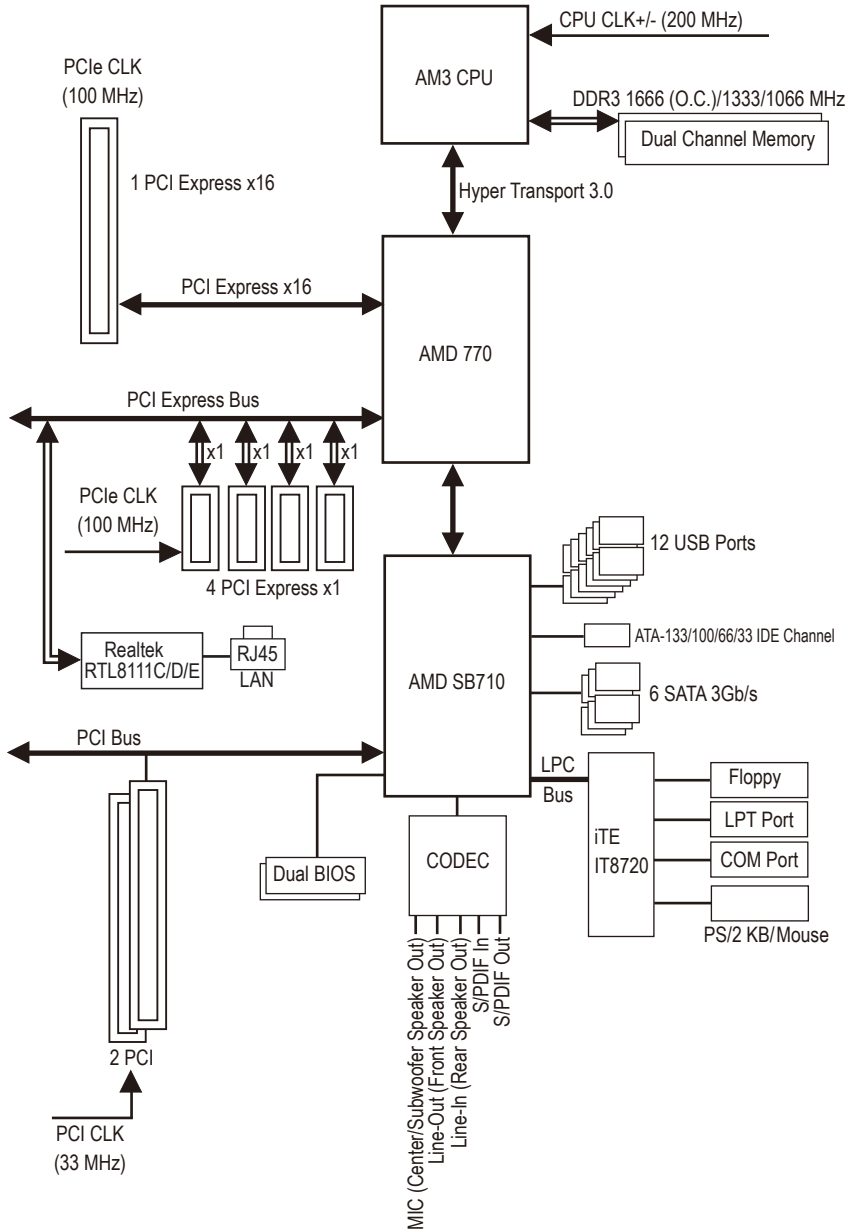 CPU CLK+/- (200 MHz)
AM3 CPU
DDR3 1666 (O.C.)/1333/1066 MHz
Dual Channel Memory
PCIe CLK
(100 MHz)
1 PCI Express x16
Hyper Transport 3.0
PCI Express x16
AMD 770
PCI Express Bus
x1
x1
x1
x1
PCIe CLK
(100 MHz)
4 PCI Express x1
12 USB Ports
ATA-133/100/66/33 IDE Channel
Realtek
RTL8111C/D/E
RJ45
LAN
AMD SB710
6 SATA 3Gb/s
PCI Bus
LPC
Bus
iTE
IT8720
Floppy
LPT Port
COM Port
PS/2 KB/Mouse
Dual BIOS
CODEC
MIC (Center/Subwoofer Speaker Out)
Line-Out (Front Speaker Out)
Line-In (Rear Speaker Out)
S/PDIF In
S/PDIF Out
2 PCI
PCI CLK
(33 MHz)